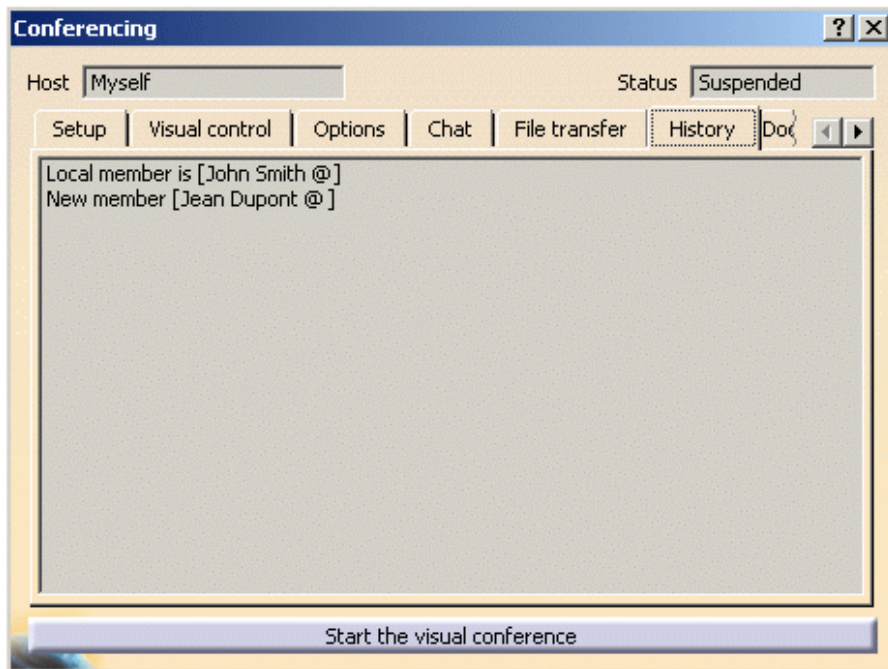 Conferencing
Host Myself Status Suspended
Setup Visual control Options Chat File transfer History
Local member is [John Smith @]
New member [Jean Dupont @ ]
Start the visual conference